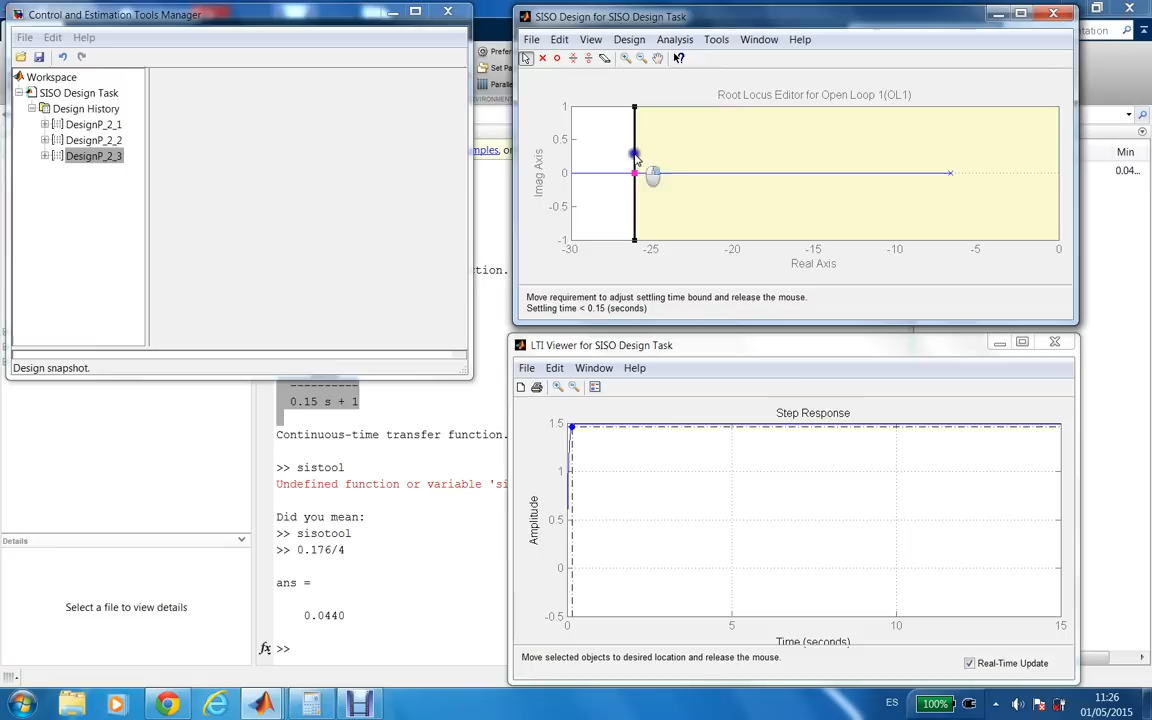 Control and Estimation Tools Manager
File Edit Help
Workspace
SISO Design Task
Design History
DesignP_2_1
DesignP_2_2
DesignP_2_3
Design snapshot.
SISO Design for SISO Design Task
File Edit View Design Analysis Tools Window Help
Root Locus Editor for Open Loop 1(OL1)
Imag Axis
1
0.5
0
-0.5
-1
-30 -25 -20 -15 -10 -5 0
Real Axis
Move requirement to adjust settling time bound and release the mouse.
Settling time < 0.15 (seconds)
LTI Viewer for SISO Design Task
File Edit Window Help
Step Response
Amplitude
1.5
1
0.5
0
-0.5
0 5 10 15
Time (seconds)
Move selected objects to desired location and release the mouse.
Real-Time Update
Prefer
Set Pa
Paralle
mples, or
ction.
0.15 s + 1
Continuous-time transfer function.
>> sistool
Undefined function or variable 'si
Did you mean:
>> sisotool
>> 0.176/4
ans =
0.0440
fx >>
Details
Select a file to view details
Min
0.04...
ES
100%
11:26
01/05/2015